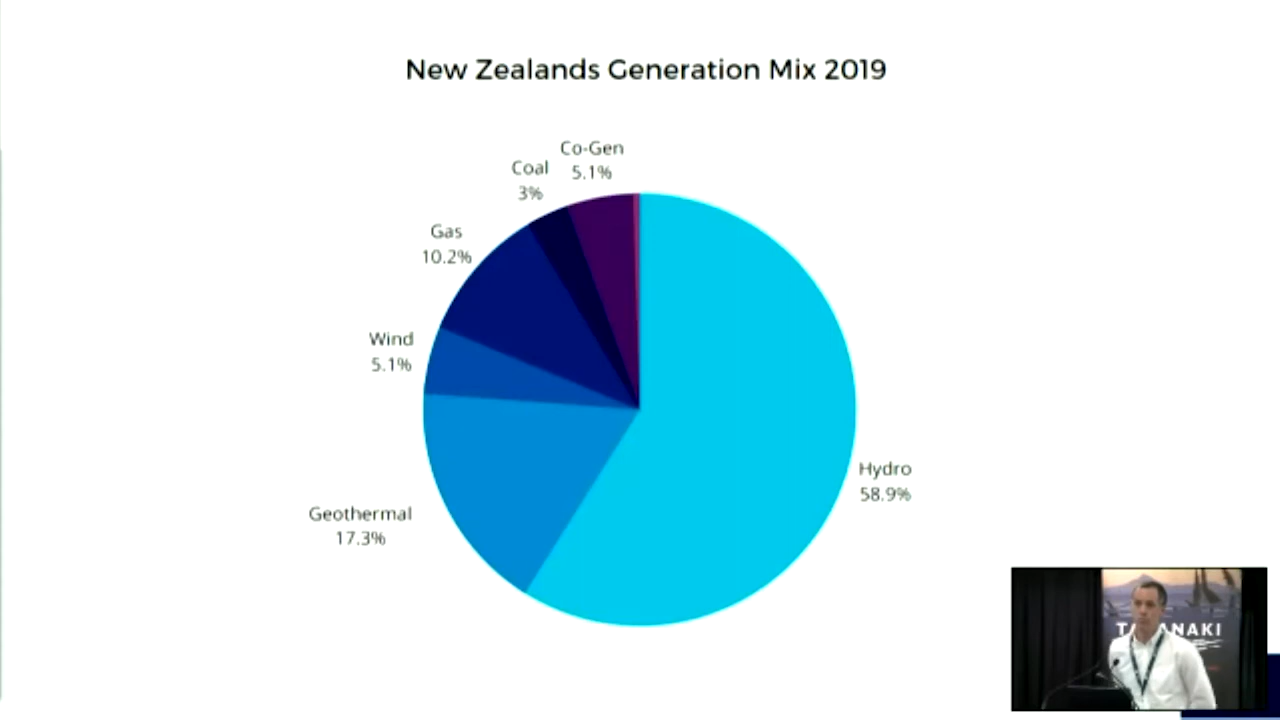 New Zealands Generation Mix 2019
Co-Gen
5.1%
Coal
3%
Gas
10.2%
Wind
5.1%
Hydro
58.9%
Geothermal
17.3%